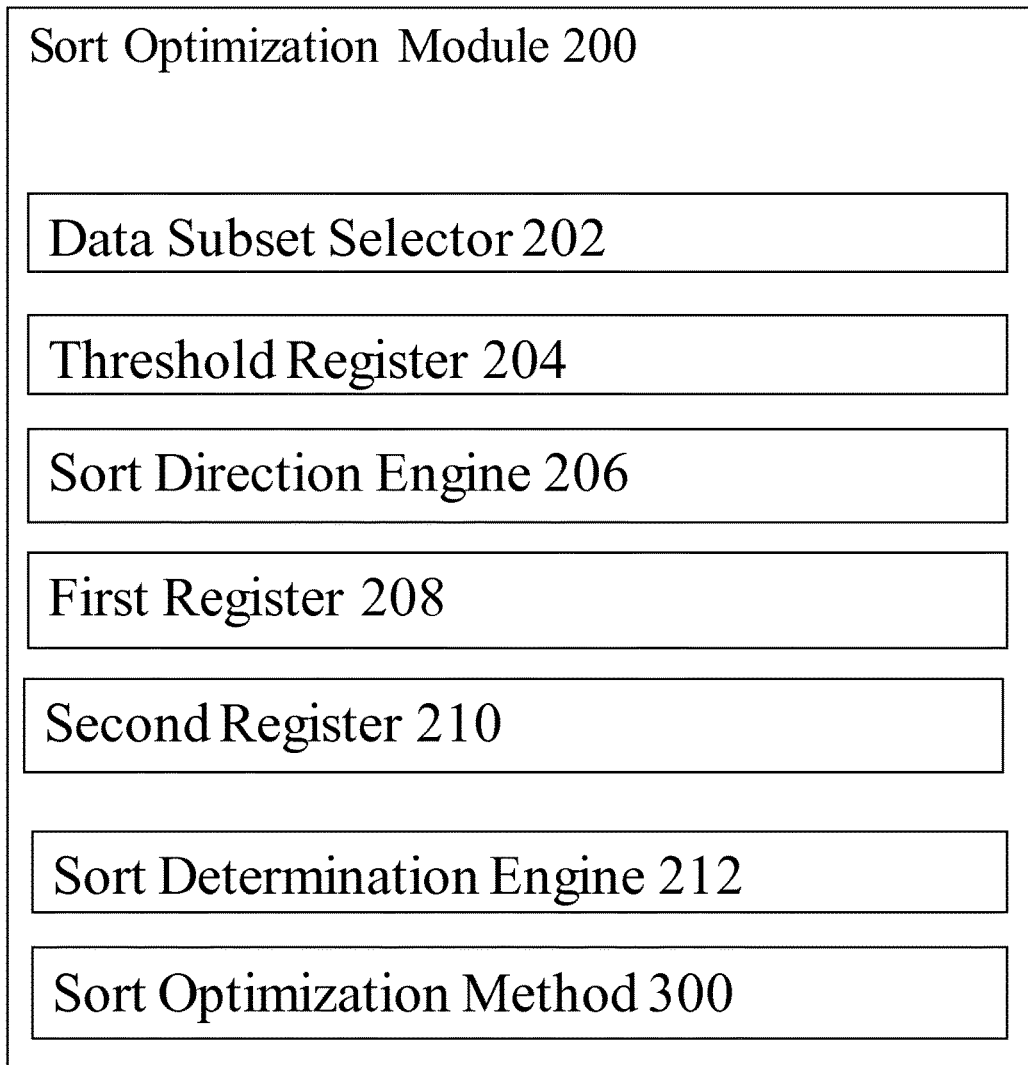 Sort Optimization Module 200
Data Subset Selector 202
Threshold Register 204
Sort Direction Engine 206
First Register 208
Second Register 210
Sort Determination Engine 212
Sort Optimization Method 300